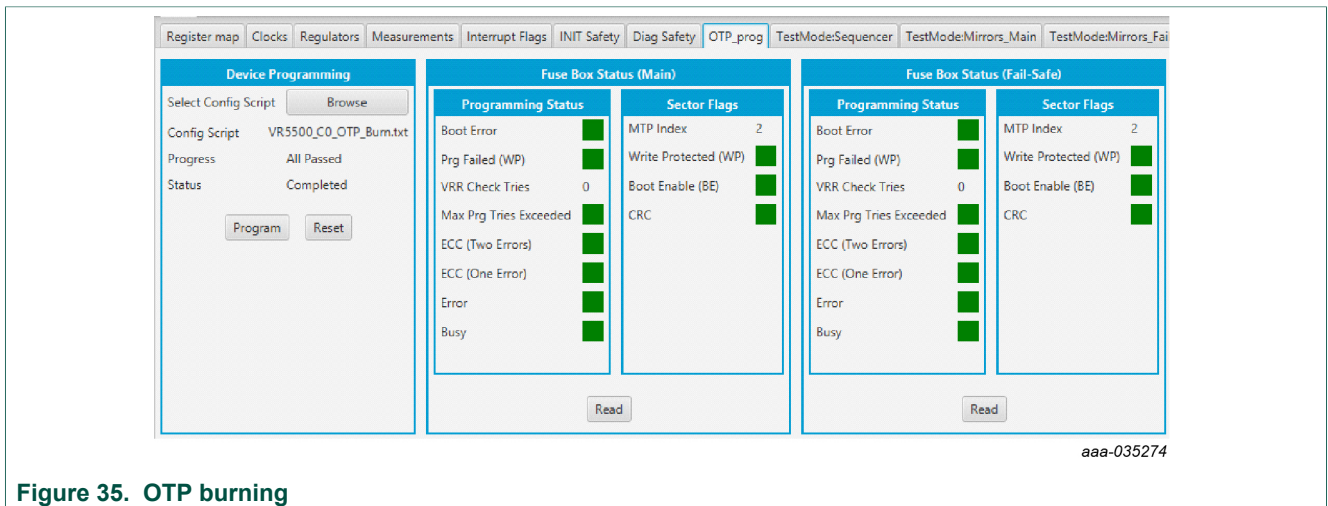 Register map Clocks Regulators Measurements Interrupt Flags INIT Safety Diag Safety OTP_prog TestMode:Sequencer TestMode:Mirrors_Main TestMode:Mirrors_Fai
Device Programming
Select Config Script Browse
Config Script VR5500_C0_OTP_Burn.txt
Progress All Passed
Status Completed
Program Reset
Fuse Box Status (Main)
Programming Status
Boot Error
Prg Failed (WP)
VRR Check Tries 0
Max Prg Tries Exceeded
ECC (Two Errors)
ECC (One Error)
Error
Busy
Sector Flags
MTP Index 2
Write Protected (WP)
Boot Enable (BE)
CRC
Read
Fuse Box Status (Fail-Safe)
Programming Status
Boot Error
Prg Failed (WP)
VRR Check Tries 0
Max Prg Tries Exceeded
ECC (Two Errors)
ECC (One Error)
Error
Busy
Sector Flags
MTP Index 2
Write Protected (WP)
Boot Enable (BE)
CRC
Read
aaa-035274
Figure 35. OTP burning